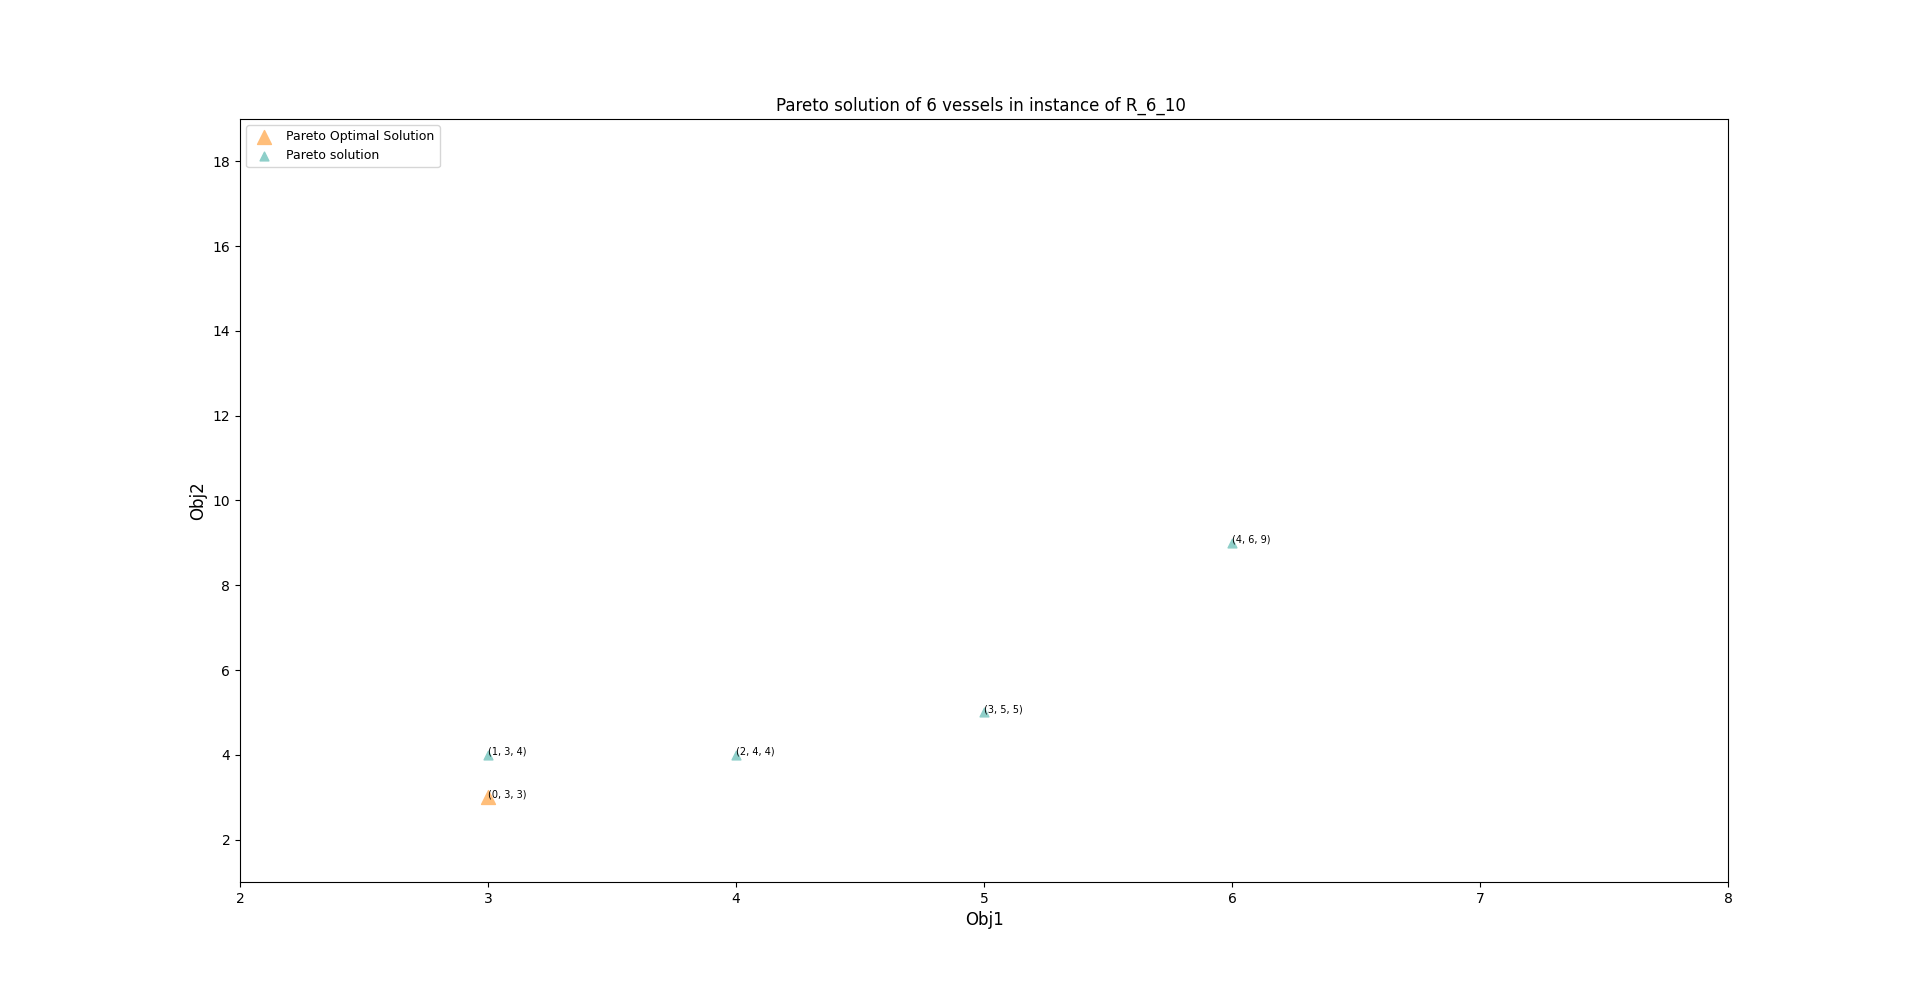 Pareto solution of 6 vessels in instance of R_6_10
Pareto Optimal Solution
Pareto solution
18
16
14
12
10
8
6
4
2
Obj2
(4, 6, 9)
(3, 5, 5)
(1, 3, 4)
(2, 4, 4)
(0, 3, 3)
2
3
4
5
6
7
8
Obj1